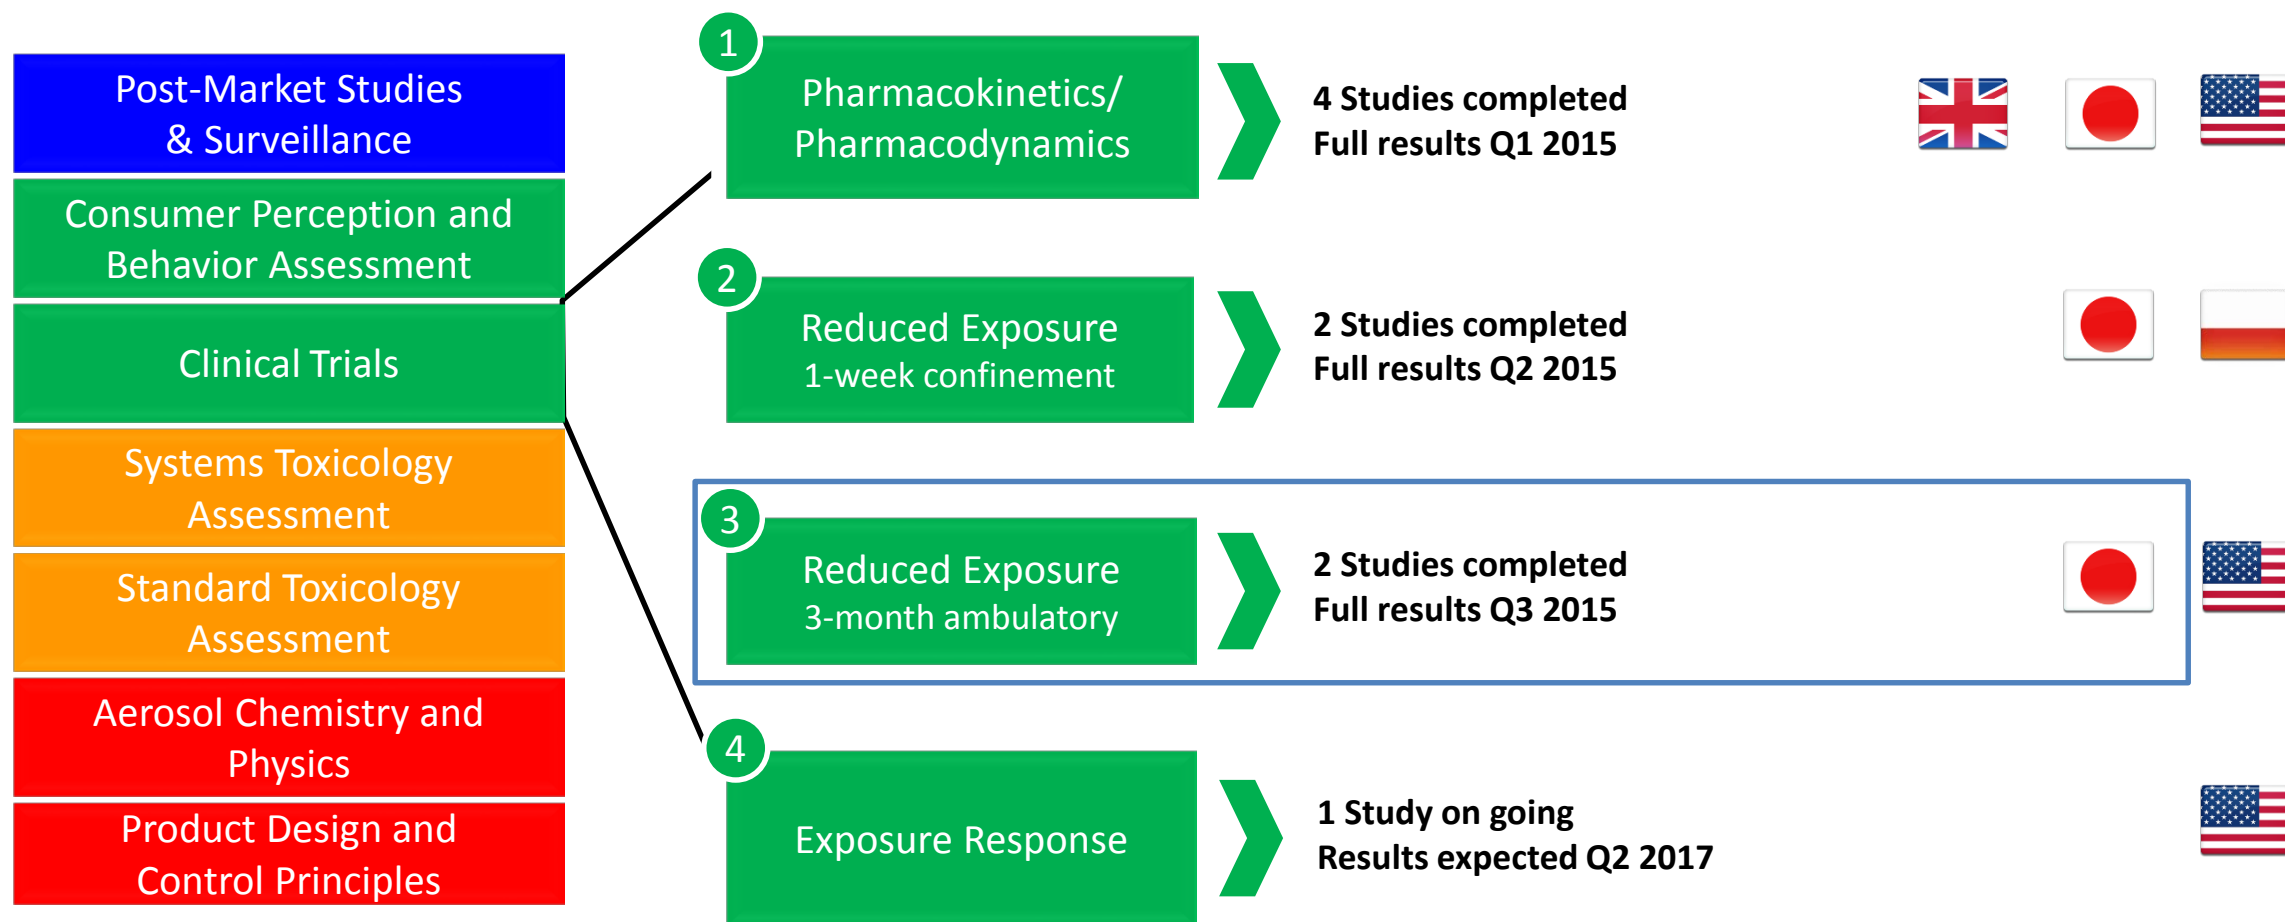 Post-Market Studies
& Surveillance
Consumer Perception and
Behavior Assessment
Clinical Trials
Systems Toxicology
Assessment
Standard Toxicology
Assessment
Aerosol Chemistry and
Physics
Product Design and
Control Principles
1
Pharmacokinetics/
Pharmacodynamics
4 Studies completed
Full results Q1 2015
2
Reduced Exposure
1-week confinement
2 Studies completed
Full results Q2 2015
3
Reduced Exposure
3-month ambulatory
2 Studies completed
Full results Q3 2015
4
Exposure Response
1 Study on going
Results expected Q2 2017